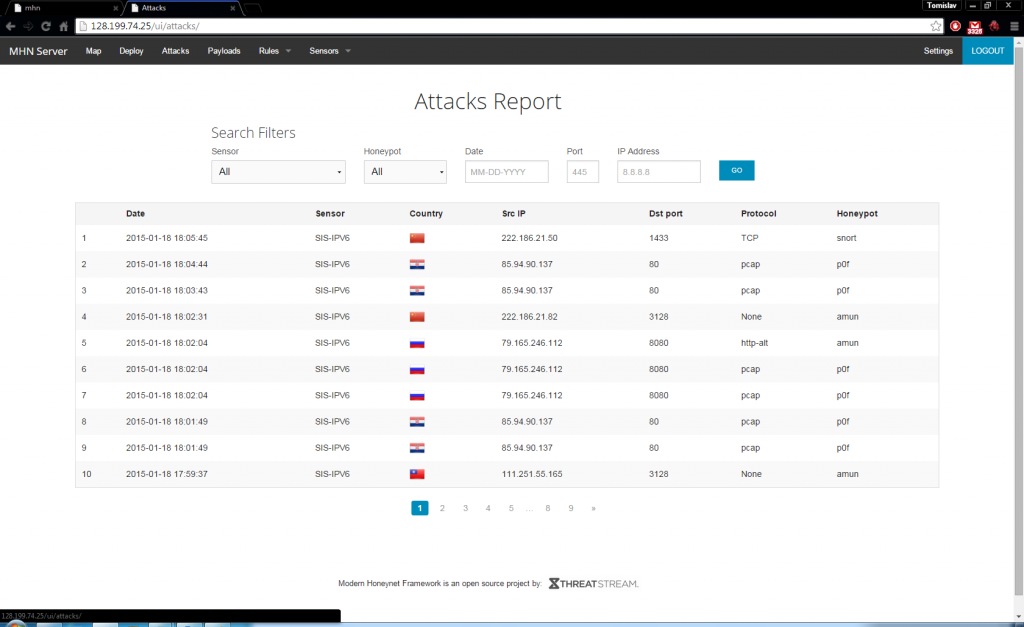 mhn
Attacks
Tomislav
128.199.74.25/ui/attacks/
3325
MHN Server Map Deploy Attacks Payloads Rules Sensors Settings LOGOUT
Attacks Report
Search Filters
Sensor Honeypot Date Port IP Address
All All MM-DD-YYYY 445 8.8.8.8 GO
Date Sensor Country Src IP Dst port Protocol Honeypot
1 2015-01-18 18:05:45 SIS-IPV6 222.186.21.50 1433 TCP snort
2 2015-01-18 18:04:44 SIS-IPV6 85.94.90.137 80 pcap p0f
3 2015-01-18 18:03:43 SIS-IPV6 85.94.90.137 80 pcap p0f
4 2015-01-18 18:02:31 SIS-IPV6 222.186.21.82 3128 None amun
5 2015-01-18 18:02:04 SIS-IPV6 79.165.246.112 8080 http-alt amun
6 2015-01-18 18:02:04 SIS-IPV6 79.165.246.112 8080 pcap p0f
7 2015-01-18 18:02:04 SIS-IPV6 79.165.246.112 8080 pcap p0f
8 2015-01-18 18:01:49 SIS-IPV6 85.94.90.137 80 pcap p0f
9 2015-01-18 18:01:49 SIS-IPV6 85.94.90.137 80 pcap p0f
10 2015-01-18 17:59:37 SIS-IPV6 111.251.55.165 3128 None amun
1 2 3 4 5 ... 8 9 »
Modern Honeynet Framework is an open source project by: THREATSTREAM.
128.199.74.25/ui/attacks/